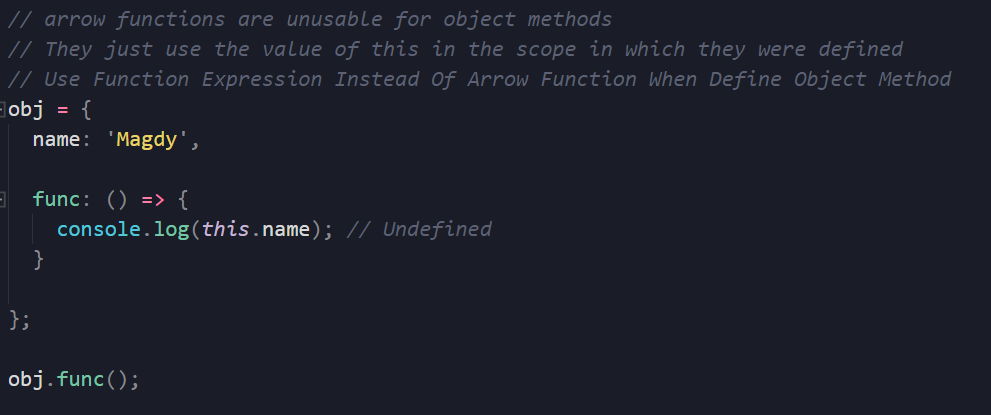 // arrow functions are unusable for object methods
// They just use the value of this in the scope in which they were defined
// Use Function Expression Instead Of Arrow Function When Define Object Method
obj = {
  name: 'Magdy',

  func: () => {
    console.log(this.name); // Undefined
  }

};

obj.func();